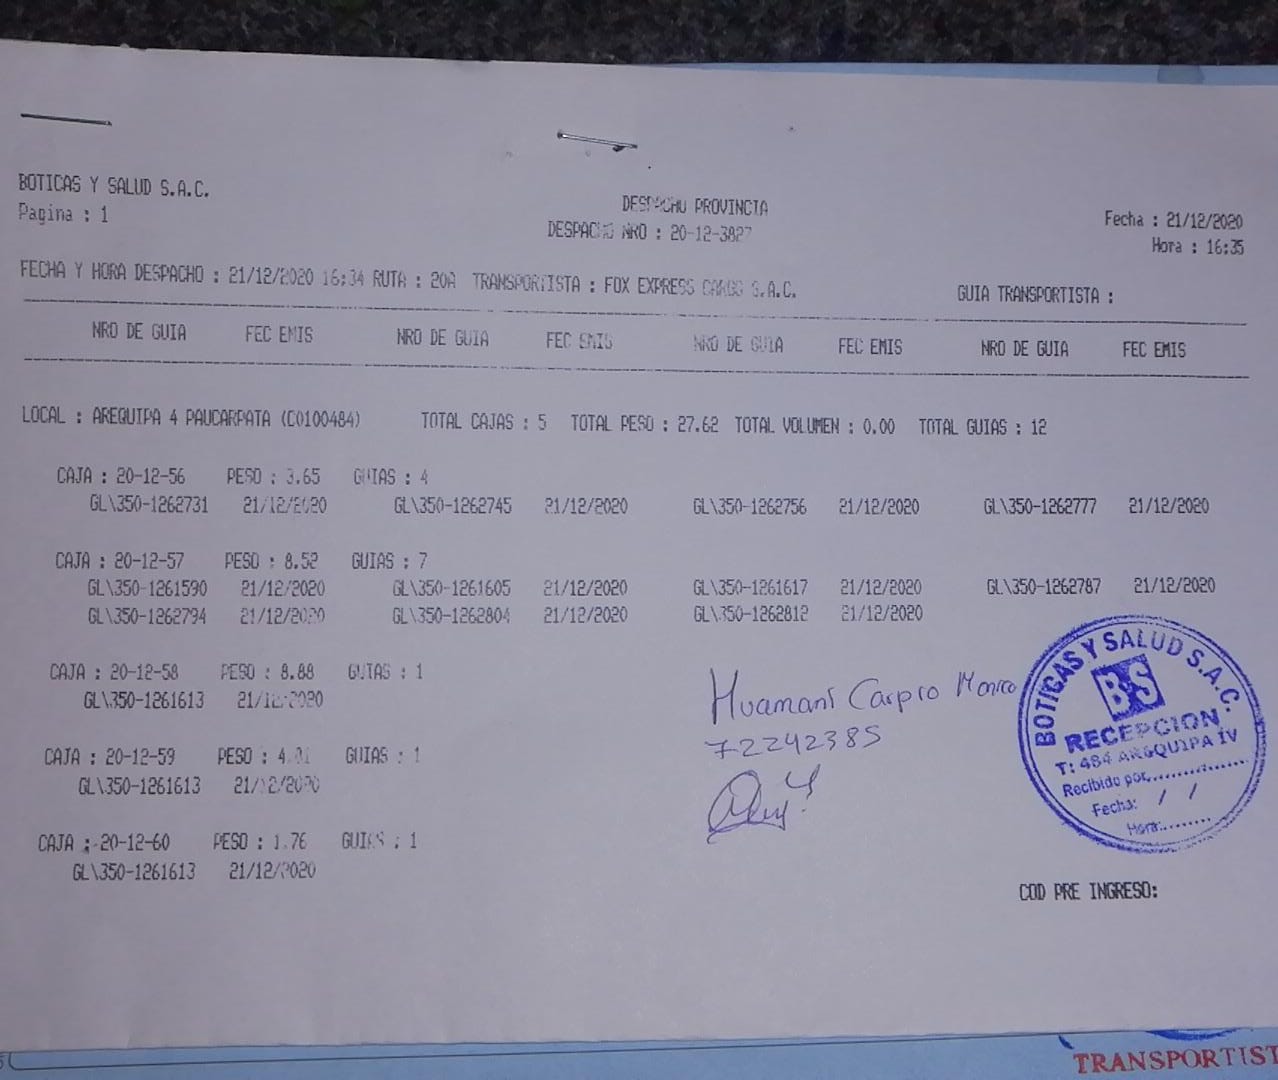 BOTICAS Y SALUD S.A.C.
Pagina : 1
DESPACHO PROVINCIA
DESPACHO NRO : 20-12-3827
Fecha : 21/12/2020
Hora : 16:35
FECHA Y HORA DESPACHO : 21/12/2020 16:34 RUTA : 20A TRANSPORTISTA : FOX EXPRESS CARGO S.A.C. GUIA TRANSPORTISTA :
NRO DE GUIA FEC EMIS NRO DE GUIA FEC EMIS NRO DE GUIA FEC EMIS NRO DE GUIA FEC EMIS
LOCAL : AREQUIPA 4 PAUCARPATA (C0100484) TOTAL CAJAS : 5 TOTAL PESO : 27.62 TOTAL VOLUMEN : 0.00 TOTAL GUIAS : 12
CAJA : 20-12-56 PESO : 3.65 GUIAS : 4
GL\350-1262731 21/12/2020 GL\350-1262745 21/12/2020 GL\350-1262756 21/12/2020 GL\350-1262777 21/12/2020
CAJA : 20-12-57 PESO : 8.52 GUIAS : 7
GL\350-1261590 21/12/2020 GL\350-1261605 21/12/2020 GL\350-1261617 21/12/2020 GL\350-1262787 21/12/2020
GL\350-1262794 21/12/2020 GL\350-1262804 21/12/2020 GL\350-1262812 21/12/2020
CAJA : 20-12-58 PESO : 8.88 GUIAS : 1
GL\350-1261613 21/12/2020
CAJA : 20-12-59 PESO : GUIAS : 1
GL\350-1261613 21/12/2020
CAJA : 20-12-60 PESO : 1.76 GUIAS : 1
GL\350-1261613 21/12/2020
Huamani Carpio
72242385
BOTICAS Y SALUD S.A.C.
BS
RECEPCION
T: 484 AREQUIPA IV
Recibido por,..............
Fecha: / /
Hora:........
COD PRE INGRESO:
TRANSPORTIST